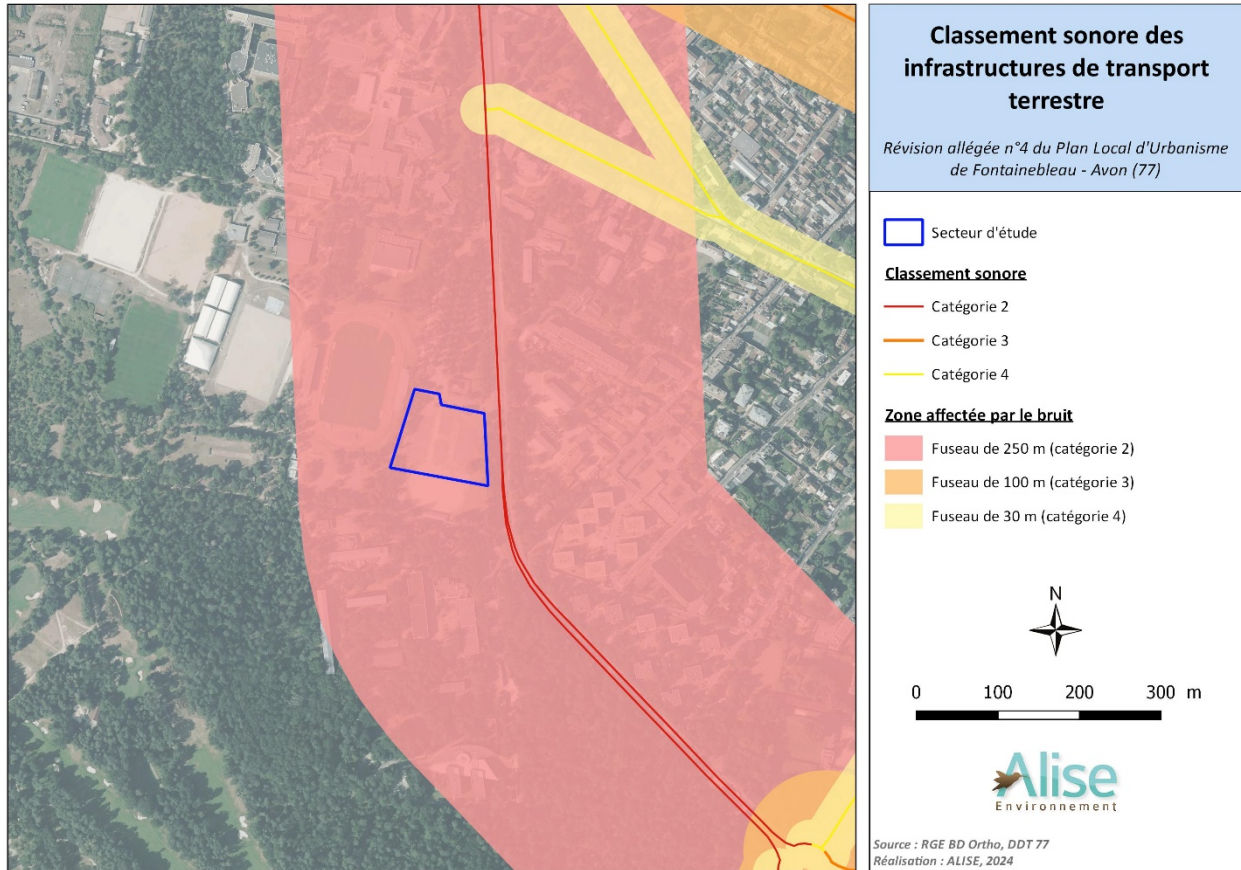 Classement sonore des
infrastructures de transport
terrestre
Révision allégée n°4 du Plan Local d'Urbanisme
de Fontainebleau - Avon (77)
Secteur d'étude
Classement sonore
Catégorie 2
Catégorie 3
Catégorie 4
Zone affectée par le bruit
Fuseau de 250 m (catégorie 2)
Fuseau de 100 m (catégorie 3)
Fuseau de 30 m (catégorie 4)
N
0 100 200 300 m
Alise
Environnement
Source : RGE BD Ortho, DDT 77
Réalisation : ALISE, 2024